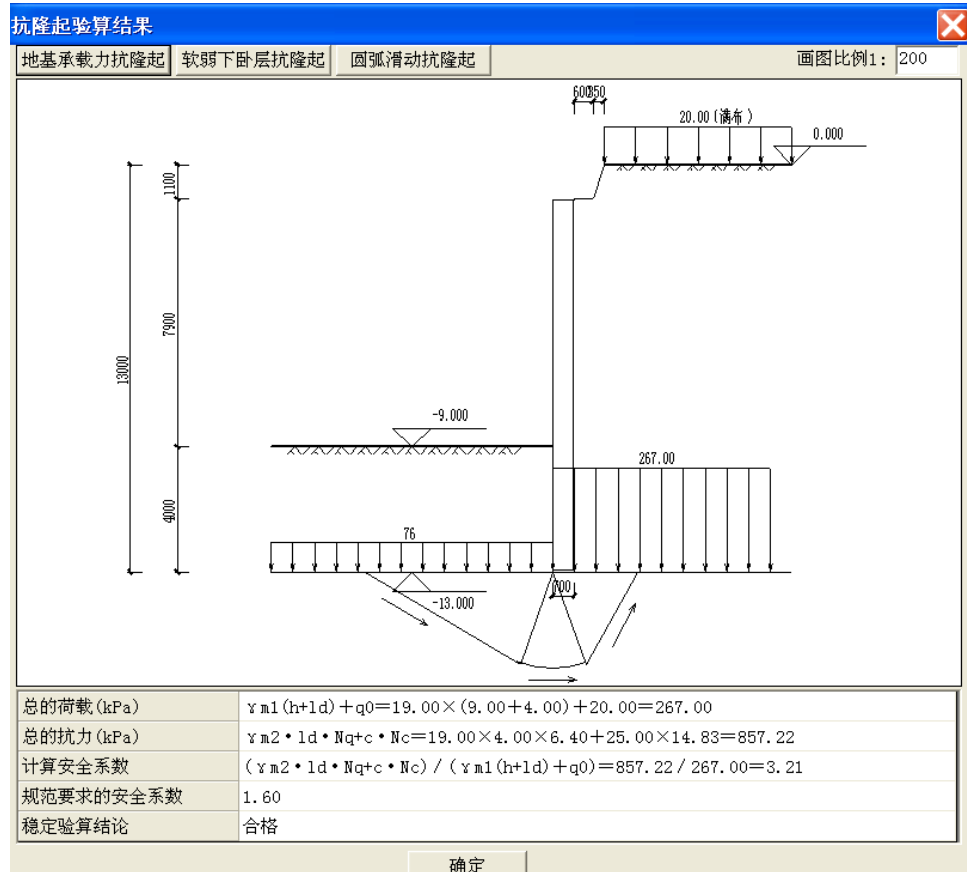 抗隆起验算结果
地基承载力抗隆起 软弱下卧层抗隆起 圆弧滑动抗隆起 画图比例1: 200
600350
20.00(满布)
0.000
1100
7900
13000
-9.000
267.00
4000
76
700
-13.000
总的荷载(kPa) γm1(h+ld)+q0=19.00×(9.00+4.00)+20.00=267.00
总的抗力(kPa) γm2•ld•Nq+c•Nc=19.00×4.00×6.40+25.00×14.83=857.22
计算安全系数 (γm2•ld•Nq+c•Nc)/(γm1(h+ld)+q0)=857.22/267.00=3.21
规范要求的安全系数 1.60
稳定验算结论 合格
确定